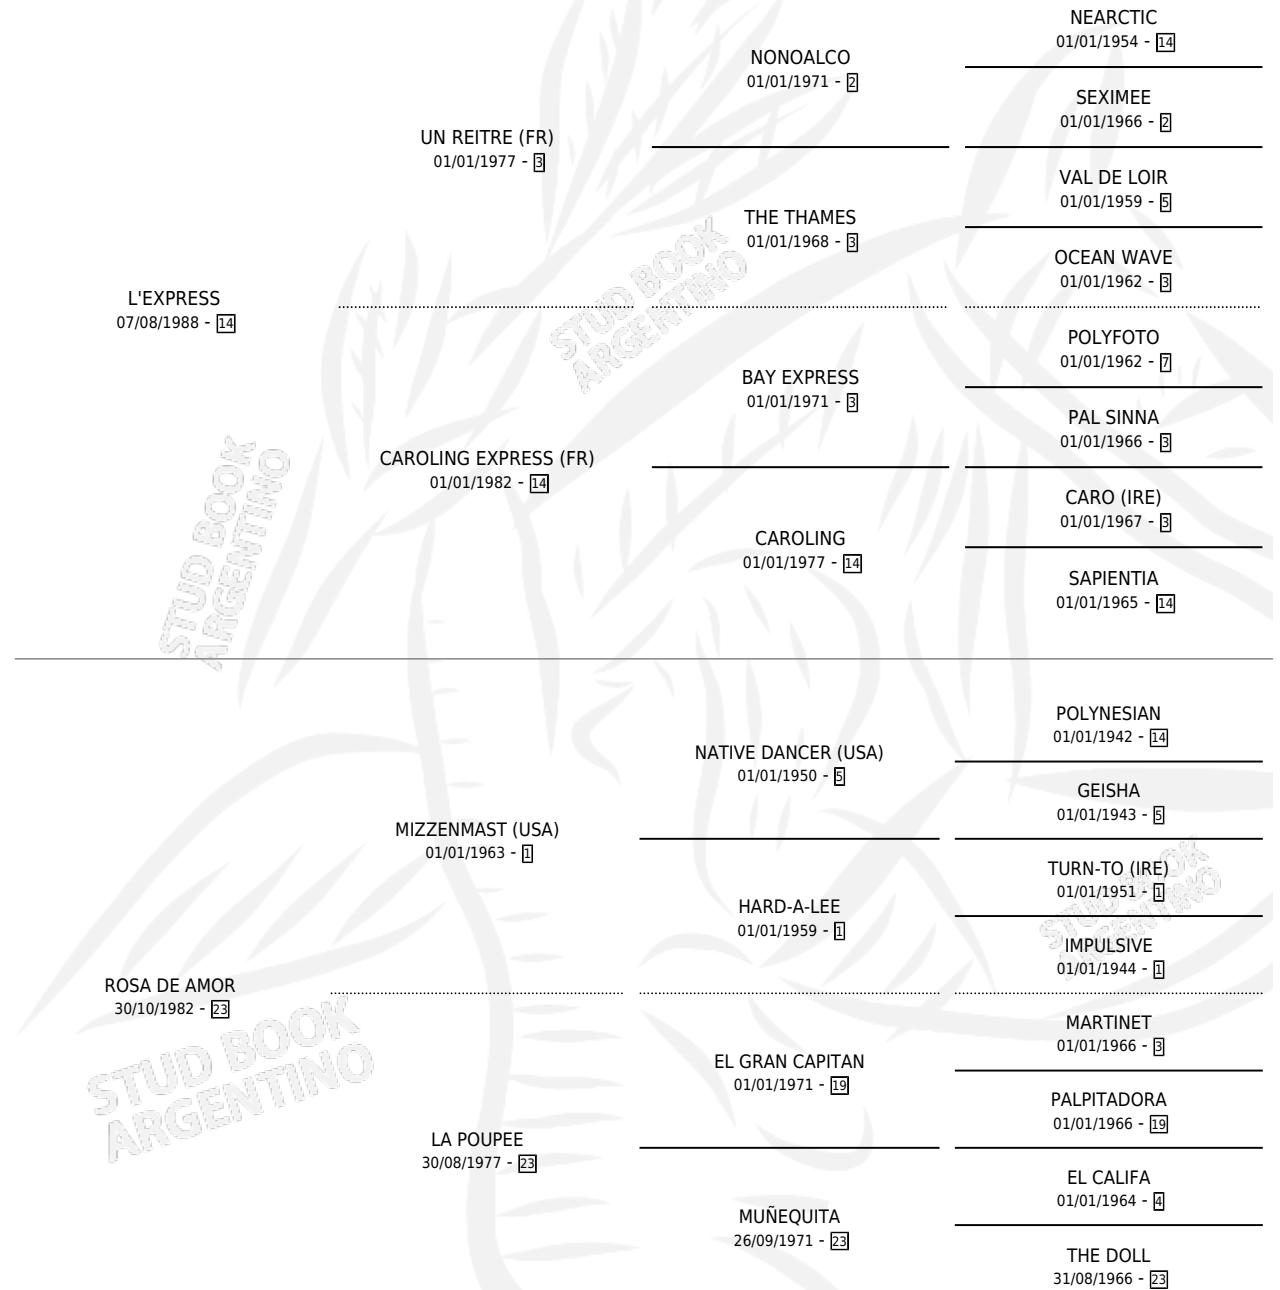 NEARCTIC
01/01/1954 - 14
NONOALCO
01/01/1971 - 2
SEXIMEE
01/01/1966 - 2
UN REITRE (FR)
01/01/1977 - 3
VAL DE LOIR
01/01/1959 - 5
THE THAMES
01/01/1968 - 3
OCEAN WAVE
01/01/1962 - 3
L'EXPRESS
07/08/1988 - 14
POLYFOTO
01/01/1962 - 7
BAY EXPRESS
01/01/1971 - 3
PAL SINNA
01/01/1966 - 3
CAROLING EXPRESS (FR)
01/01/1982 - 14
CARO (IRE)
01/01/1967 - 3
CAROLING
01/01/1977 - 14
SAPIENTIA
01/01/1965 - 14
POLYNESIAN
01/01/1942 - 14
NATIVE DANCER (USA)
01/01/1950 - 5
GEISHA
01/01/1943 - 5
MIZZENMAST (USA)
01/01/1963 - 1
TURN-TO (IRE)
01/01/1951 - 1
HARD-A-LEE
01/01/1959 - 1
IMPULSIVE
01/01/1944 - 1
ROSA DE AMOR
30/10/1982 - 23
MARTINET
01/01/1966 - 3
EL GRAN CAPITAN
01/01/1971 - 19
PALPITADORA
01/01/1966 - 19
LA POUPEE
30/08/1977 - 23
EL CALIFA
01/01/1964 - 4
MUÑEQUITA
26/09/1971 - 23
THE DOLL
31/08/1966 - 23
STUD BOOK
ARGENTINO
STUD BOOK
ARGENTINO
STUD BOOK
ARGENTINO
STUD BOOK
ARGENTINO